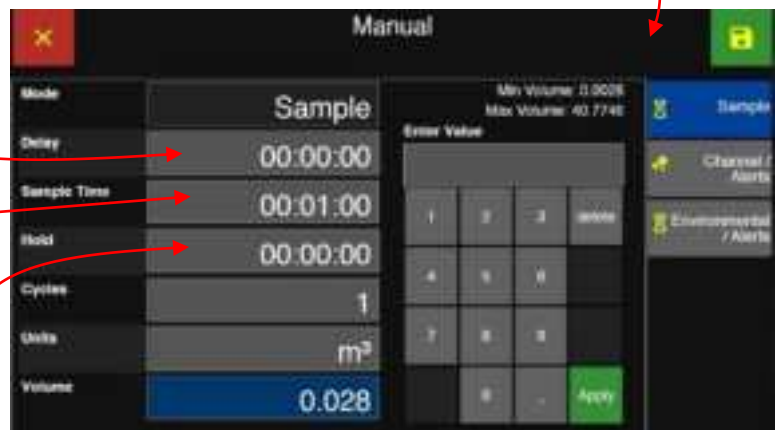 Manual
Mode
Sample
Delay
00:00:00
Sample Time
00:01:00
Hold
00:00:00
Cycles
1
Units
m³
Volume
0.028
Min Volume: 0.0028
Max Volume: 40.7746
Enter Value
1 2 3 delete
4 5 6
7 8 9
0 . Apply
Sample
Channel /
Alerts
Environmental
/ Alerts